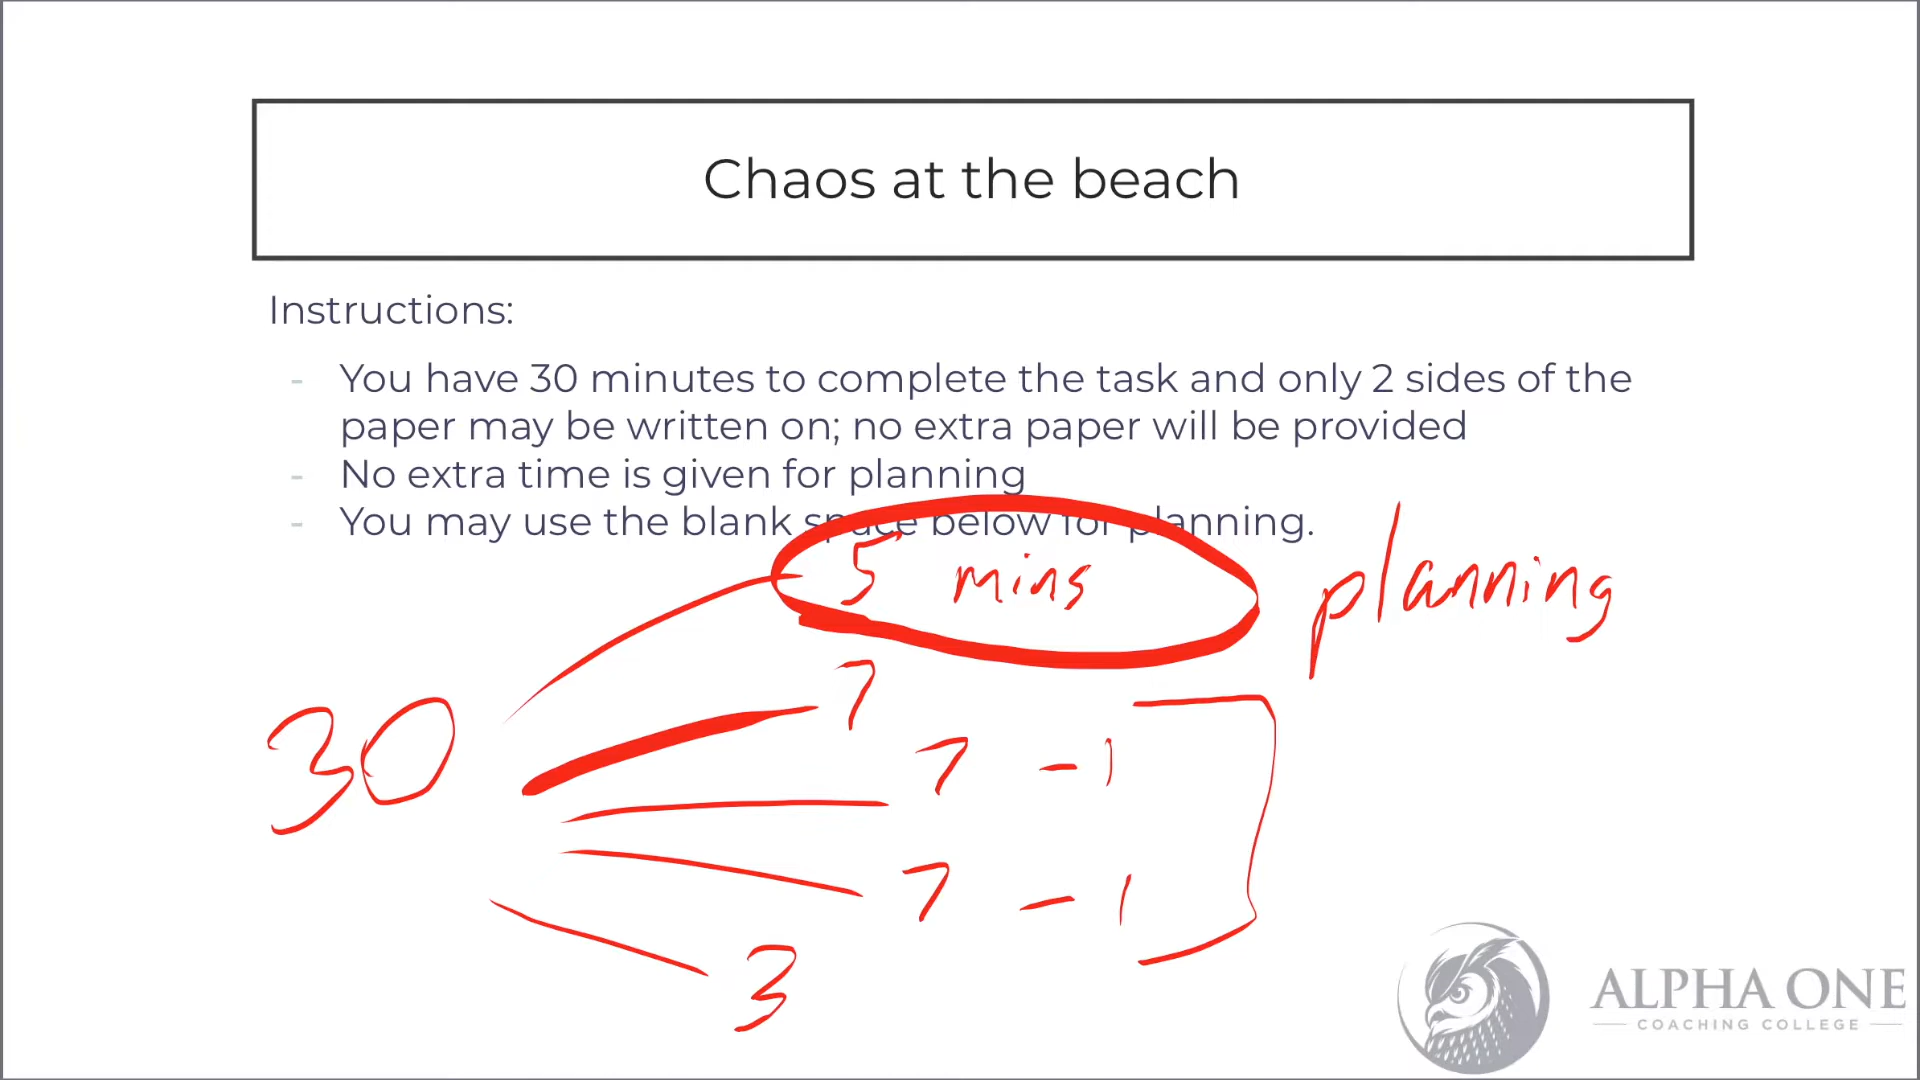 Chaos at the beach
Instructions:
- You have 30 minutes to complete the task and only 2 sides of the
paper may be written on; no extra paper will be provided
- No extra time is given for planning
- You may use the blank space below for planning.
5 mins planning
7
30
7 - 1
7 - 1
3
ALPHA ONE
COACHING COLLEGE